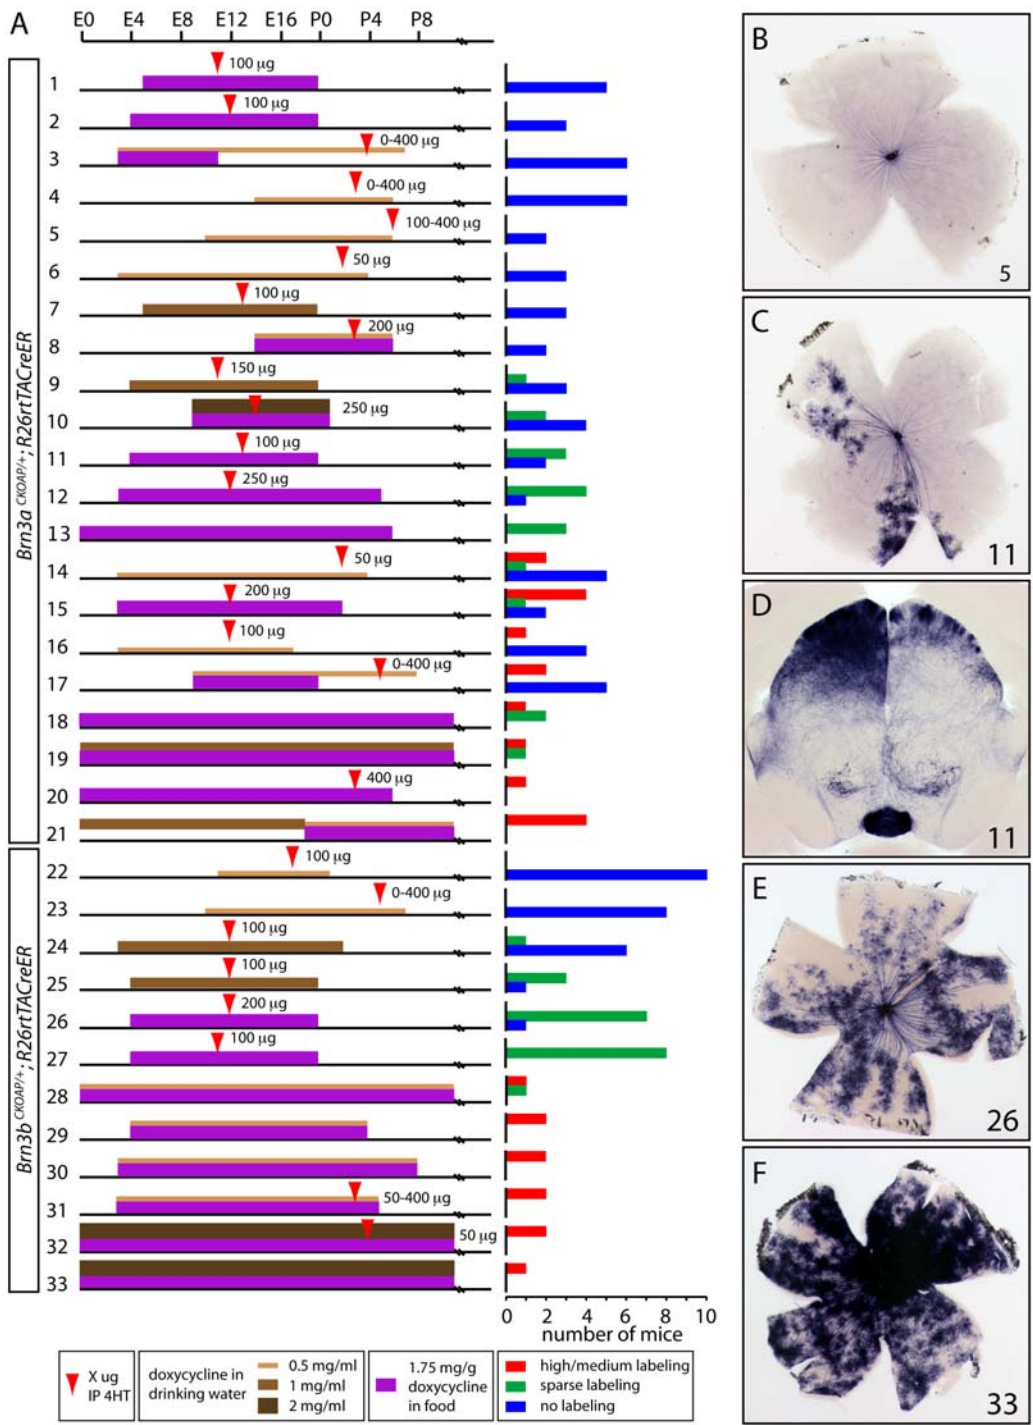 A
E0 E4 E8 E12 E16 P0 P4 P8
Brn3a CKOAP/+; R26rtTACreER
1 100 µg
2 100 µg
3 0-400 µg
4 0-400 µg
5 100-400 µg
6 50 µg
7 100 µg
8 200 µg
9 150 µg
10 250 µg
11 100 µg
12 250 µg
13
14 50 µg
15 200 µg
16 100 µg
17 0-400 µg
18
19
20 400 µg
21
Brn3b CKOAP/+; R26rtTACreER
22 100 µg
23 0-400 µg
24 100 µg
25 100 µg
26 200 µg
27 100 µg
28
29
30
31 50-400 µg
32 50 µg
33
0 2 4 6 8 10
number of mice
X ug
IP 4HT
doxycycline in
drinking water
0.5 mg/ml
1 mg/ml
2 mg/ml
1.75 mg/g
doxycycline
in food
high/medium labeling
sparse labeling
no labeling
B
5
C
11
D
11
E
26
F
33